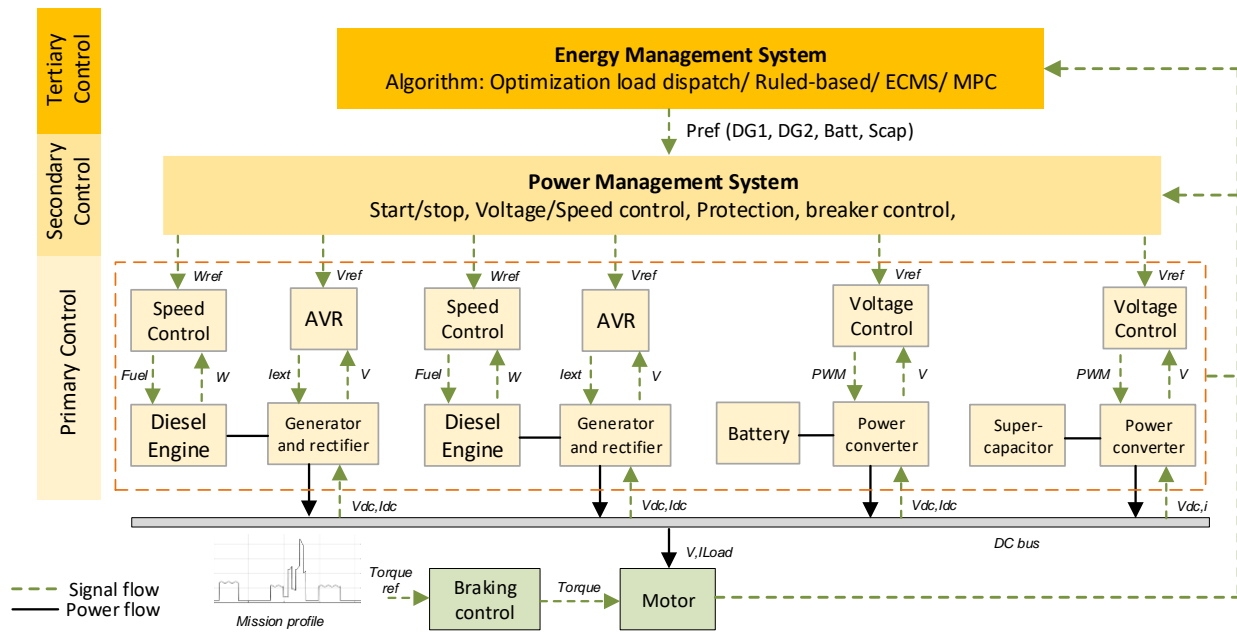 Tertiary
Control
Energy Management System
Algorithm: Optimization load dispatch/ Ruled-based/ ECMS/ MPC
Pref (DG1, DG2, Batt, Scap)
Secondary
Control
Power Management System
Start/stop, Voltage/Speed control, Protection, breaker control,
Primary Control
Wref
Vref
Wref
Vref
Vref
Vref
Speed
Control
AVR
Speed
Control
AVR
Voltage
Control
Voltage
Control
Fuel
W
Iext
V
Fuel
W
Iext
V
PWM
V
PWM
V
Diesel
Engine
Generator
and rectifier
Diesel
Engine
Generator
and rectifier
Battery
Power
converter
Super-
capacitor
Power
converter
Vdc,Idc
Vdc,Idc
Vdc,Idc
Vdc,i
DC bus
V,ILoad
Signal flow
Power flow
Mission profile
Torque
ref
Braking
control
Torque
Motor